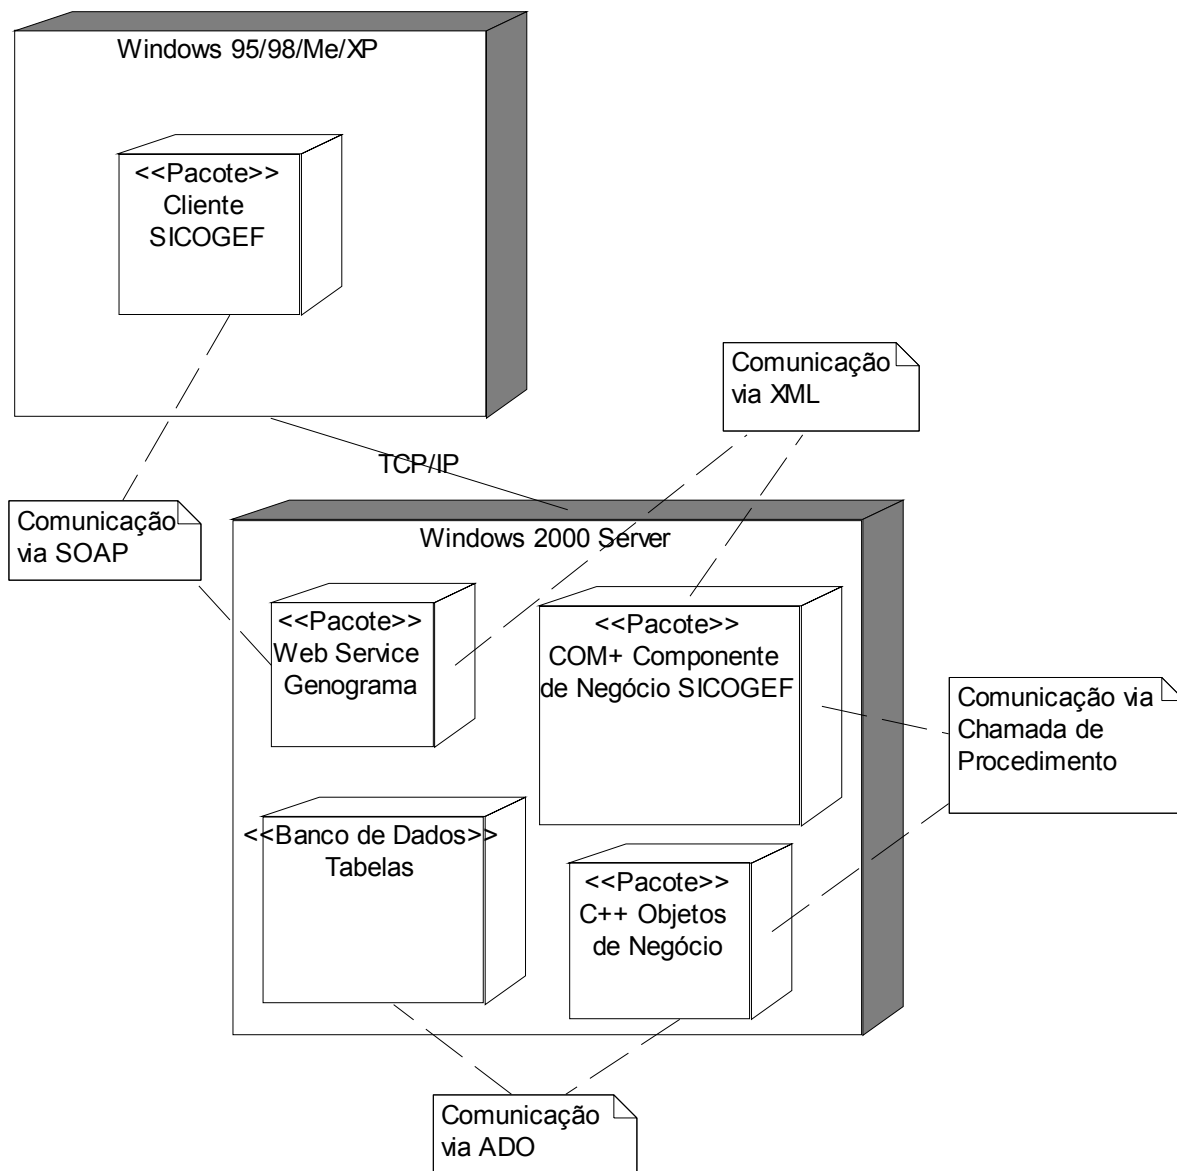 Windows 95/98/Me/XP
<<Pacote>>
Cliente
SICOGEF
Comunicação
via XML
TCP/IP
Comunicação
via SOAP
Windows 2000 Server
<<Pacote>>
Web Service
Genograma
<<Pacote>>
COM+ Componente
de Negócio SICOGEF
Comunicação via
Chamada de
Procedimento
<<Banco de Dados>>
Tabelas
<<Pacote>>
C++ Objetos
de Negócio
Comunicação
via ADO